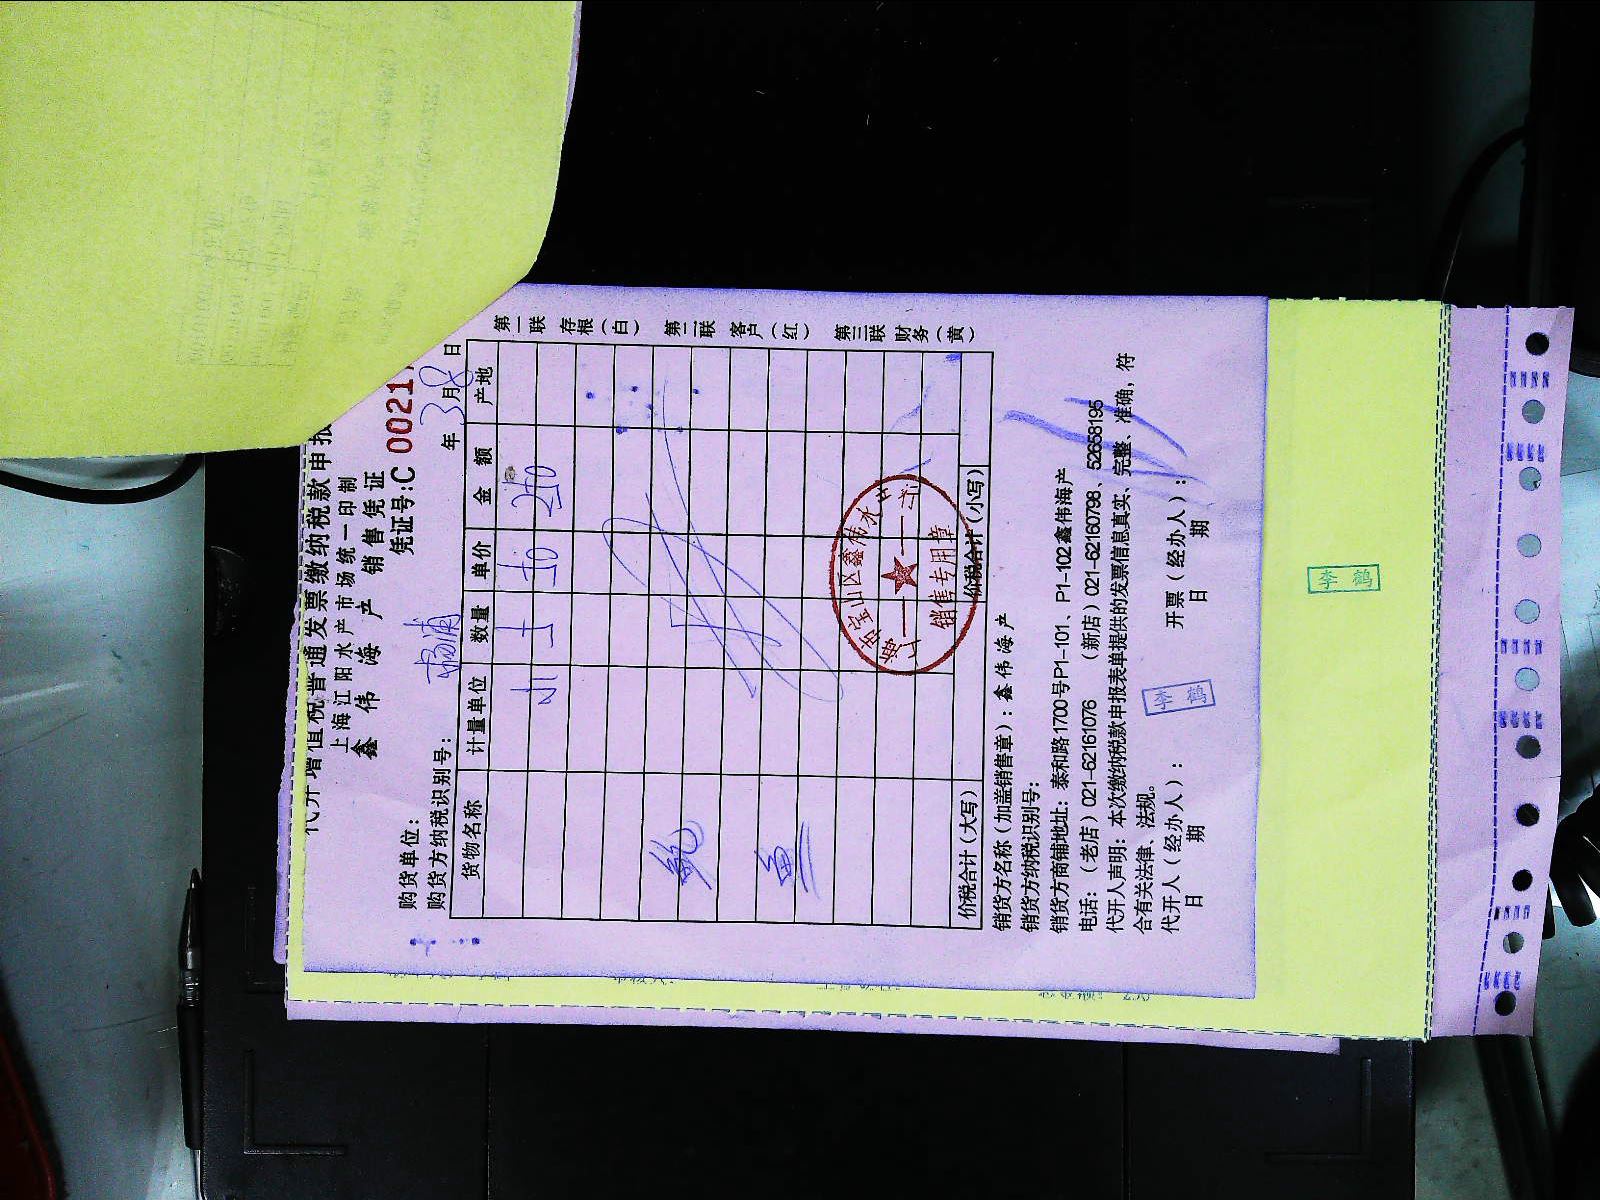 代开增值税普通发票缴纳税款申报
上海江阳水产市场统一印制
鑫伟海产 销售凭证
凭证号:C 0021
购货单位:
杨浦
购货方纳税识别号:
年 3月8日
货物名称 计量单位 数量 单价 金额 产地
250
鲍
鱼
价税合计(大写) 价税合计(小写)
第一联 存根(白) 第二联 客户(红) 第三联 财务(黄)
市宝山区鑫伟水产
销售专用章
销货方名称(加盖销售章):鑫伟海产
销货方纳税识别号:
销货方商铺地址:泰和路1700号P1-101、P1-102鑫伟海产
电话:(老店)021-62161076 (新店)021-62160798、52658195
代开人声明:本次缴纳税款申报表单提供的发票信息真实、完整、准确,符
合有关法律、法规。
代开人(经办人): 开票(经办人):
日 期 日 期
李鹤
李鹤